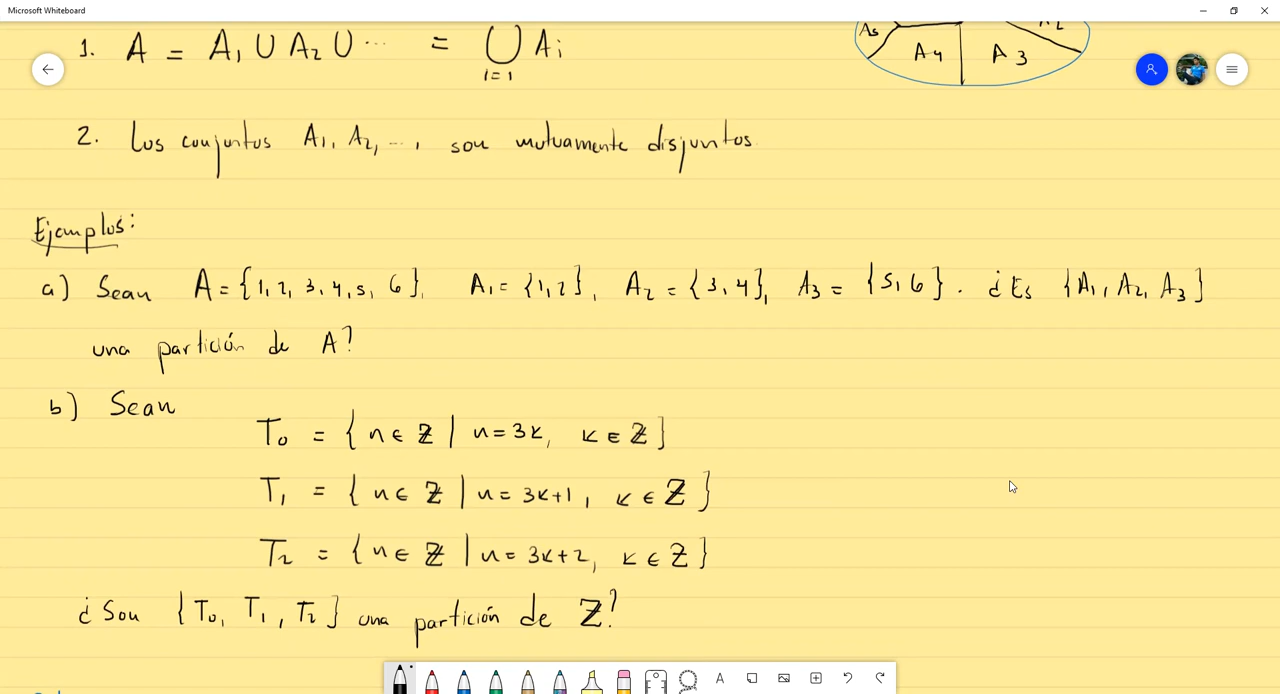 Microsoft Whiteboard
1. A = A₁ ∪ A₂ ∪ ⋯ = ⋃ Aᵢ
i=1
A₅ A₄ A₃ A₂
2. Los conjuntos A₁, A₂, ⋯, son mutuamente disjuntos.
Ejemplos:
a) Sean A = {1, 2, 3, 4, 5, 6}, A₁ = {1, 2}, A₂ = {3, 4}, A₃ = {5, 6}. ¿Es {A₁, A₂, A₃}
una partición de A?
b) Sean
T₀ = {n ∈ ℤ | n = 3k, k ∈ ℤ}
T₁ = {n ∈ ℤ | n = 3k+1, k ∈ ℤ}
T₂ = {n ∈ ℤ | n = 3k+2, k ∈ ℤ}
¿Son {T₀, T₁, T₂} una partición de ℤ?